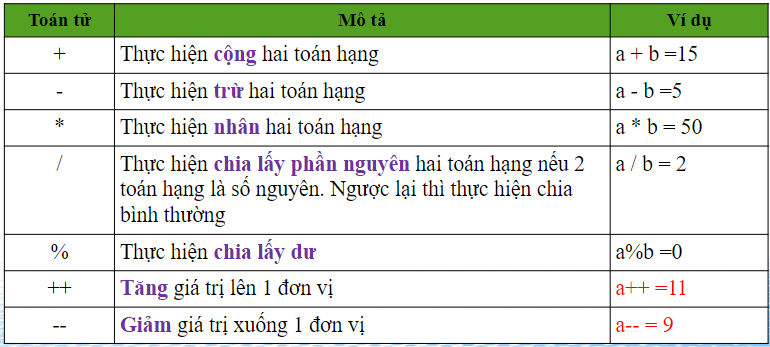 Toán tử Mô tả Ví dụ
+ Thực hiện cộng hai toán hạng a + b =15
- Thực hiện trừ hai toán hạng a - b =5
* Thực hiện nhân hai toán hạng a * b = 50
/ Thực hiện chia lấy phần nguyên hai toán hạng nếu 2 a / b = 2
toán hạng là số nguyên. Ngược lại thì thực hiện chia
bình thường
% Thực hiện chia lấy dư a%b =0
++ Tăng giá trị lên 1 đơn vị a++ =11
-- Giảm giá trị xuống 1 đơn vị a-- = 9